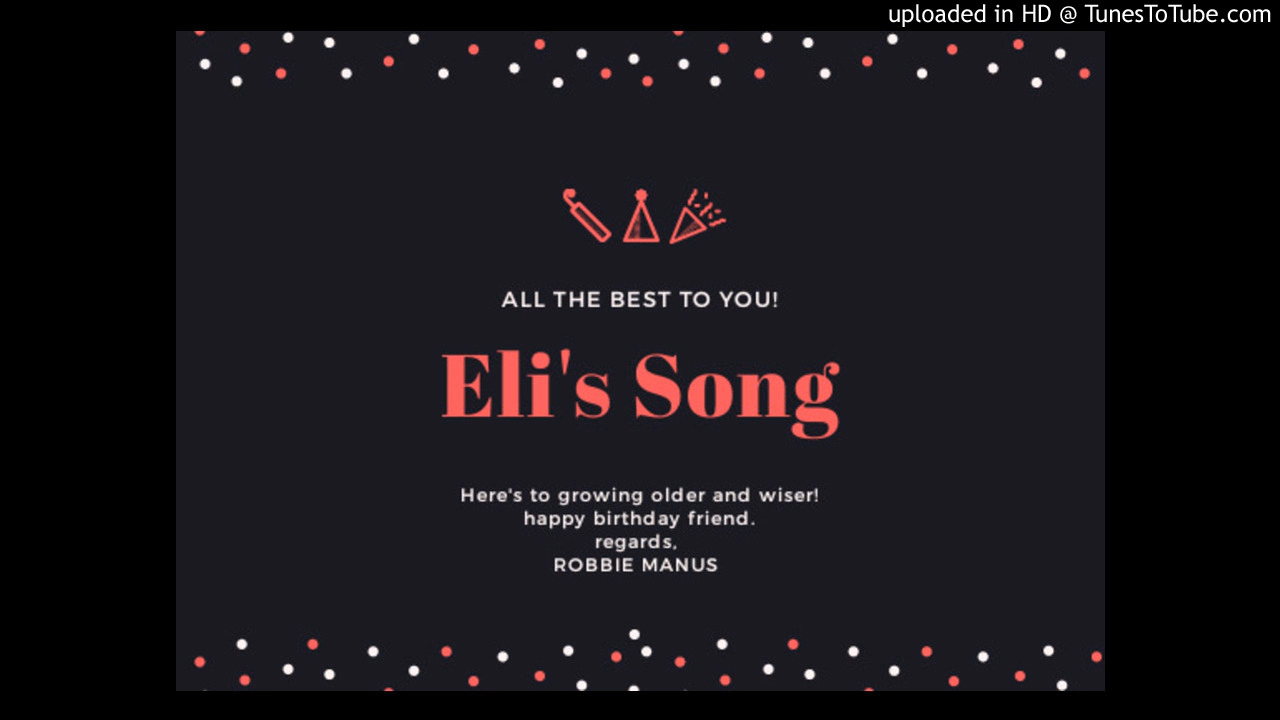 uploaded in HD @ TunesToTube.com
ALL THE BEST TO YOU!
Eli's Song
Here's to growing older and wiser!
happy birthday friend.
regards,
ROBBIE MANUS